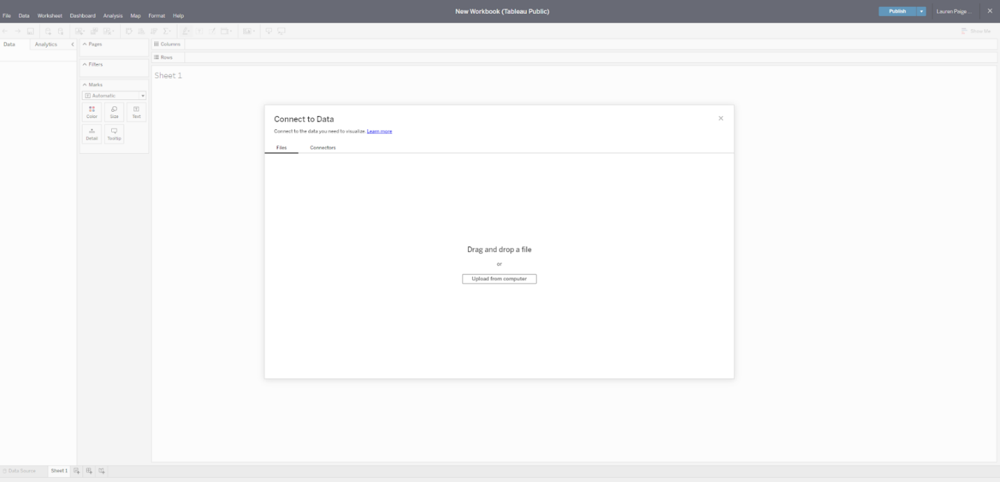 New Workbook (Tableau Public)
Publish
Lauren Paige ...
File Data Worksheet Dashboard Analysis Map Format Help
Show Me
Data Analytics
Pages
Columns
Rows
Filters
Sheet 1
Marks
Automatic
Color Size Text
Detail Tooltip
Connect to Data
Connect to the data you need to visualize. Learn more
Files Connectors
Drag and drop a file
or
Upload from computer
Data Source Sheet 1